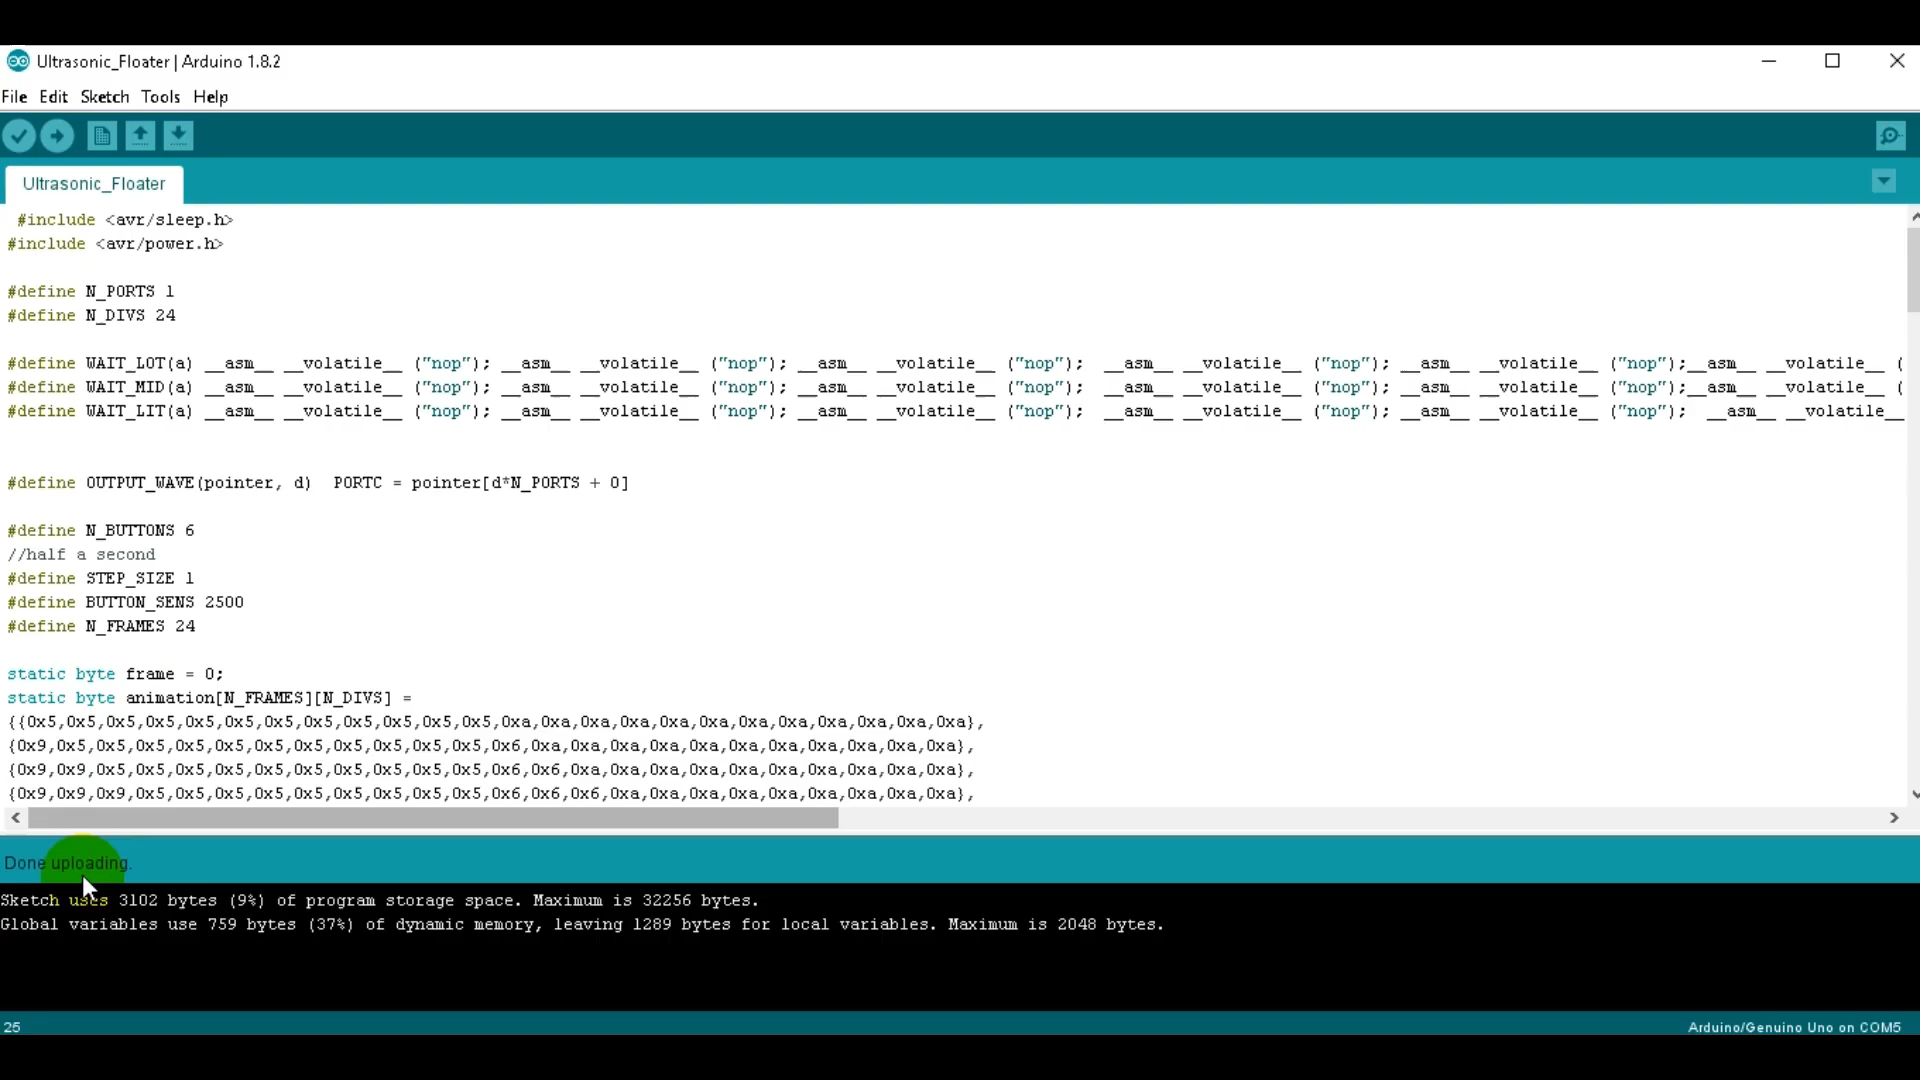 Ultrasonic_Floater | Arduino 1.8.2
File Edit Sketch Tools Help
Ultrasonic_Floater
#include <avr/sleep.h>
#include <avr/power.h>
#define N_PORTS 1
#define N_DIVS 24
#define WAIT_LOT(a) __asm__ __volatile__ ("nop"); __asm__ __volatile__ ("nop"); __asm__ __volatile__ ("nop");  __asm__ __volatile__ ("nop"); __asm__ __volatile__ ("nop");__asm__ __volatile__ (
#define WAIT_MID(a) __asm__ __volatile__ ("nop"); __asm__ __volatile__ ("nop"); __asm__ __volatile__ ("nop");  __asm__ __volatile__ ("nop"); __asm__ __volatile__ ("nop");__asm__ __volatile__ (
#define WAIT_LIT(a) __asm__ __volatile__ ("nop"); __asm__ __volatile__ ("nop"); __asm__ __volatile__ ("nop");  __asm__ __volatile__ ("nop"); __asm__ __volatile__ ("nop");  __asm__ __volatile__
#define OUTPUT_WAVE(pointer, d)  PORTC = pointer[d*N_PORTS + 0]
#define N_BUTTONS 6
//half a second
#define STEP_SIZE 1
#define BUTTON_SENS 2500
#define N_FRAMES 24
static byte frame = 0;
static byte animation[N_FRAMES][N_DIVS] =
{{0x5,0x5,0x5,0x5,0x5,0x5,0x5,0x5,0x5,0x5,0x5,0x5,0xa,0xa,0xa,0xa,0xa,0xa,0xa,0xa,0xa,0xa,0xa,0xa},
{0x9,0x5,0x5,0x5,0x5,0x5,0x5,0x5,0x5,0x5,0x5,0x5,0x6,0xa,0xa,0xa,0xa,0xa,0xa,0xa,0xa,0xa,0xa,0xa},
{0x9,0x9,0x5,0x5,0x5,0x5,0x5,0x5,0x5,0x5,0x5,0x5,0x6,0x6,0xa,0xa,0xa,0xa,0xa,0xa,0xa,0xa,0xa,0xa},
{0x9,0x9,0x9,0x5,0x5,0x5,0x5,0x5,0x5,0x5,0x5,0x5,0x6,0x6,0x6,0xa,0xa,0xa,0xa,0xa,0xa,0xa,0xa,0xa},
Done uploading.
Sketch uses 3102 bytes (9%) of program storage space. Maximum is 32256 bytes.
Global variables use 759 bytes (37%) of dynamic memory, leaving 1289 bytes for local variables. Maximum is 2048 bytes.
25
Arduino/Genuino Uno on COM5